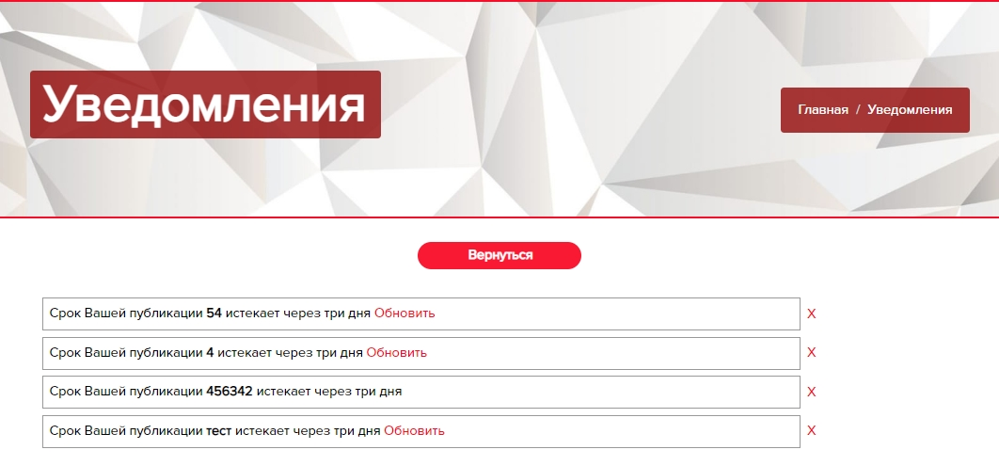 Уведомления
Главная / Уведомления
Вернуться
Срок Вашей публикации 54 истекает через три дня Обновить X
Срок Вашей публикации 4 истекает через три дня Обновить X
Срок Вашей публикации 456342 истекает через три дня X
Срок Вашей публикации тест истекает через три дня Обновить X